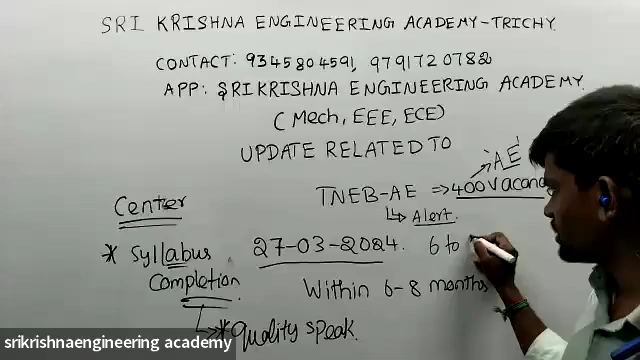 SRI KRISHNA ENGINEERING ACADEMY-TRICHY
CONTACT: 9345804591, 9791720788
APP: SRIKRISHNA ENGINEERING ACADEMY.
(Mech, EEE, ECE)
UPDATE RELATED TO
'AE'
TNEB-AE ⇒ 400 Vacanc
↳ Alert.
Center
* Syllabus Completion
27-03-2024.
6 to
Within 6-8 months
↳ * Quality speak.
srikrishnaengineering academy